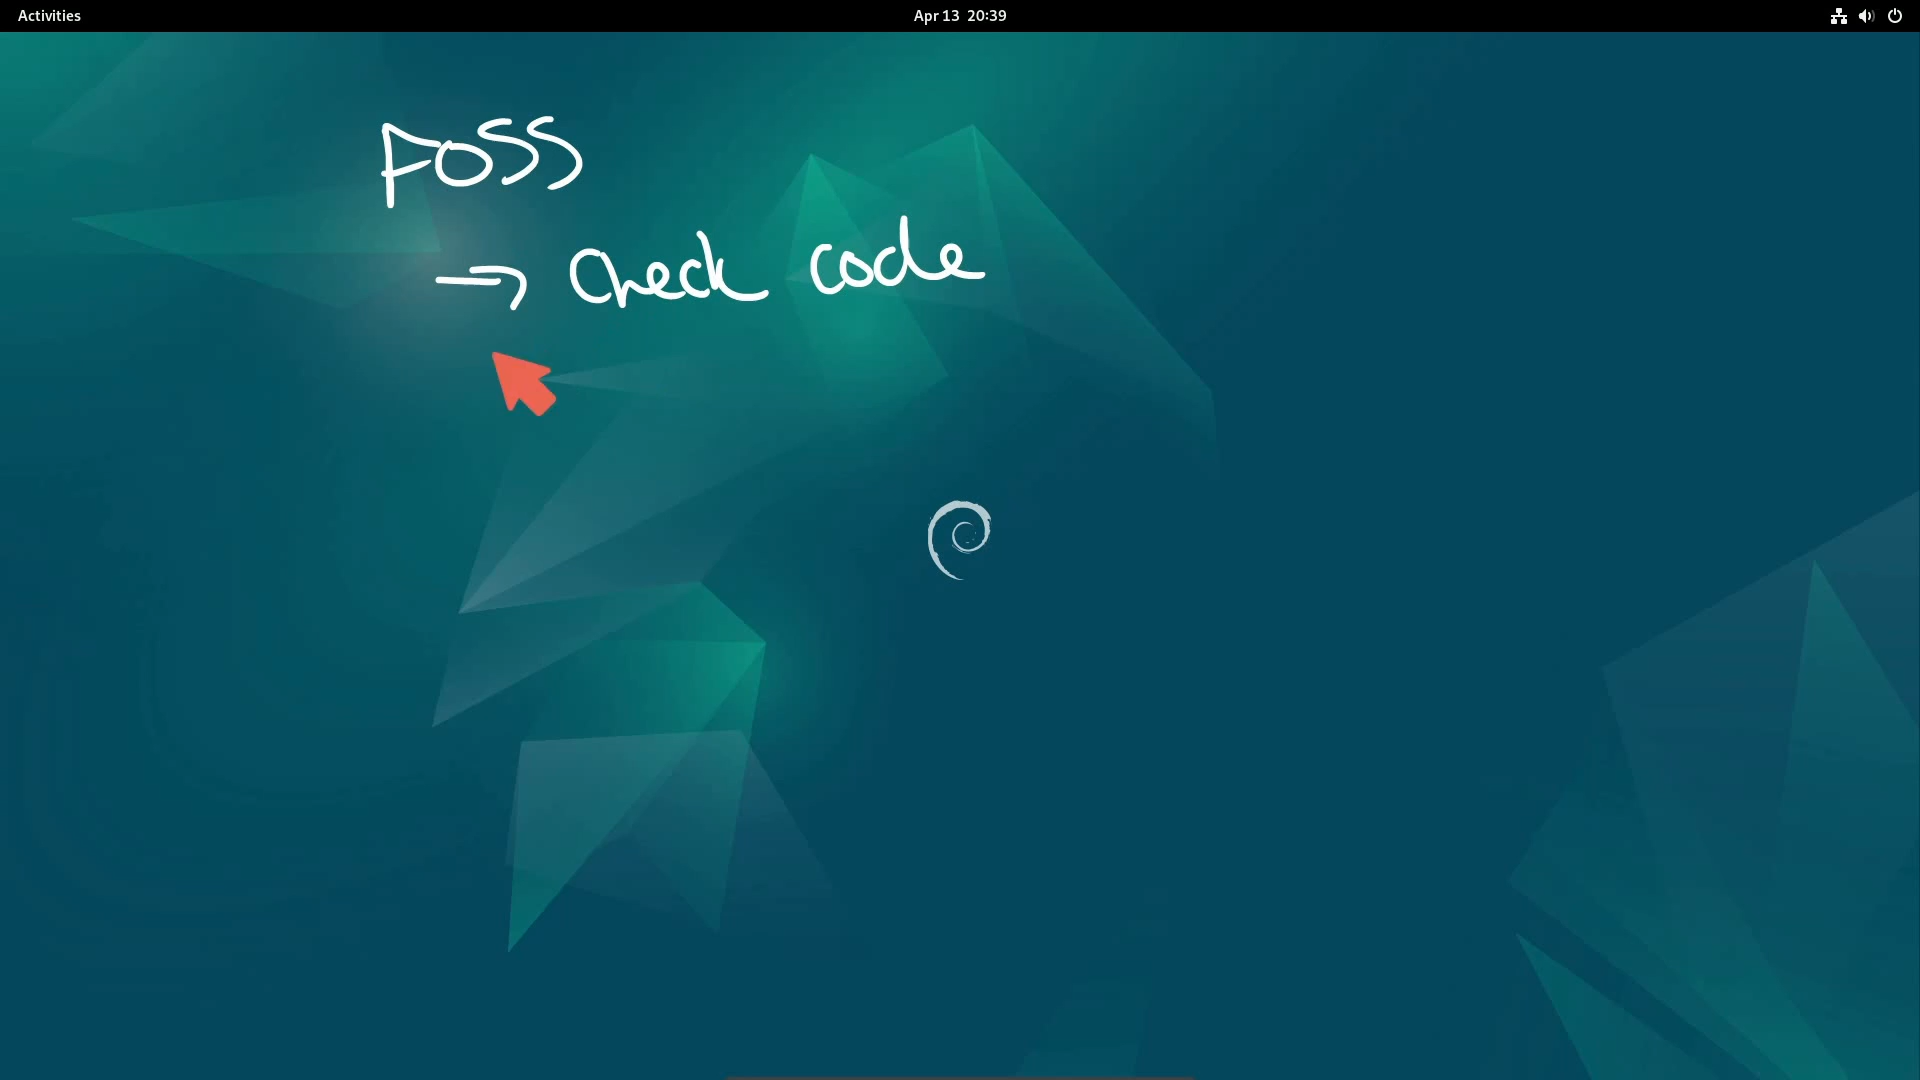 Activities
Apr 13 20:39
FOSS
→ Check code